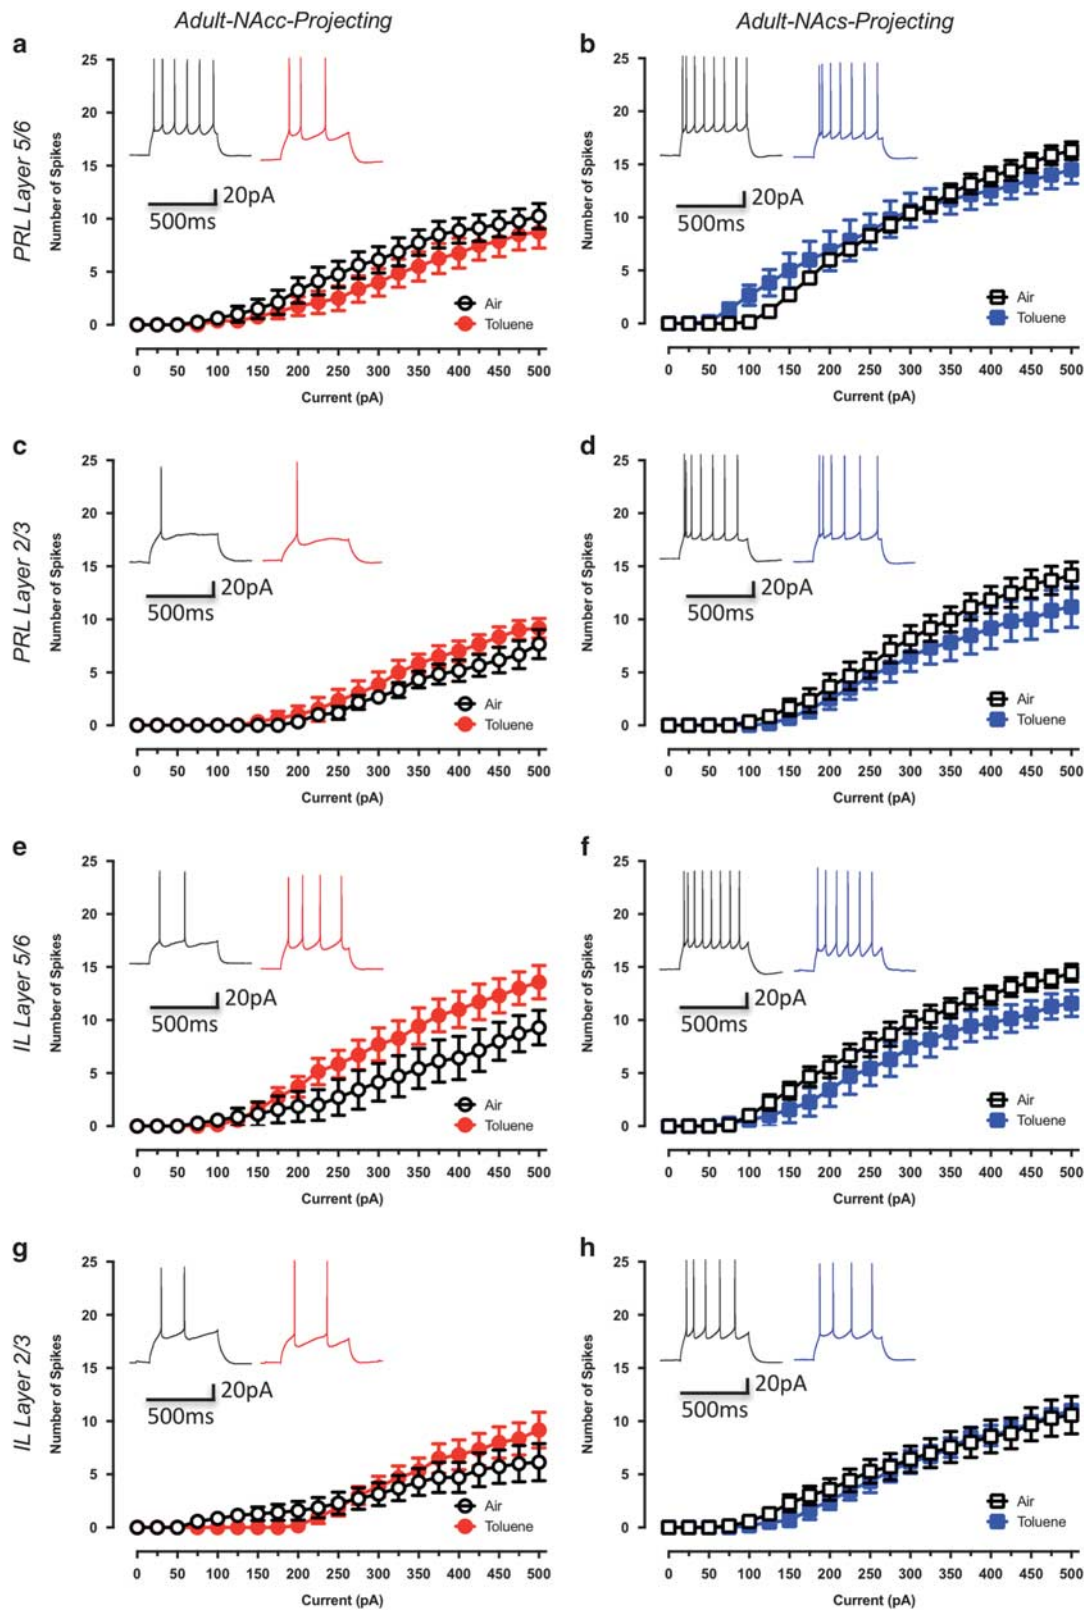 Adult-NAcc-Projecting
Adult-NAcs-Projecting
a
PRL Layer 5/6
Number of Spikes
25
20
15
10
5
0
20pA
500ms
Air
Toluene
0 50 100 150 200 250 300 350 400 450 500
Current (pA)
b
Number of Spikes
25
20
15
10
5
0
20pA
500ms
Air
Toluene
0 50 100 150 200 250 300 350 400 450 500
Current (pA)
c
PRL Layer 2/3
Number of Spikes
25
20
15
10
5
0
20pA
500ms
Air
Toluene
0 50 100 150 200 250 300 350 400 450 500
Current (pA)
d
Number of Spikes
25
20
15
10
5
0
20pA
500ms
Air
Toluene
0 50 100 150 200 250 300 350 400 450 500
Current (pA)
e
IL Layer 5/6
Number of Spikes
25
20
15
10
5
0
20pA
500ms
Air
Toluene
0 50 100 150 200 250 300 350 400 450 500
Current (pA)
f
Number of Spikes
25
20
15
10
5
0
20pA
500ms
Air
Toluene
0 50 100 150 200 250 300 350 400 450 500
Current (pA)
g
IL Layer 2/3
Number of Spikes
25
20
15
10
5
0
20pA
500ms
Air
Toluene
0 50 100 150 200 250 300 350 400 450 500
Current (pA)
h
Number of Spikes
25
20
15
10
5
0
20pA
500ms
Air
Toluene
0 50 100 150 200 250 300 350 400 450 500
Current (pA)